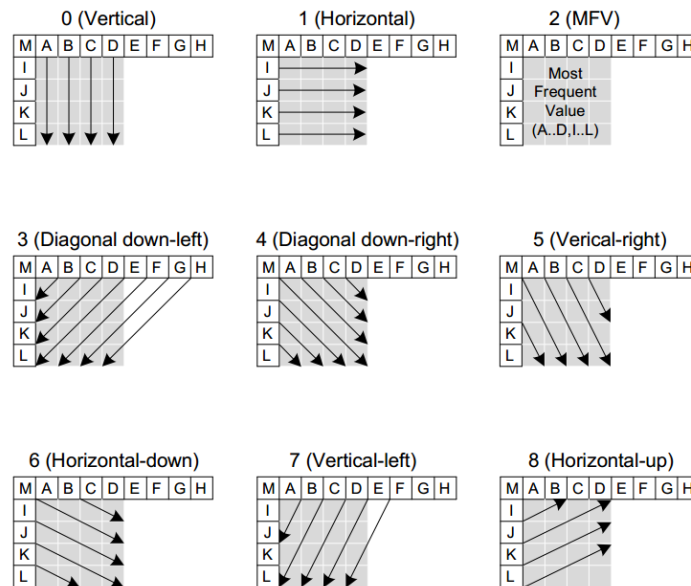 0 (Vertical)
M A B C D E F G H
I
J
K
L
1 (Horizontal)
M A B C D E F G H
I
J
K
L
2 (MFV)
M A B C D E F G H
I
J
K
L
Most
Frequent
Value
(A..D,I..L)
3 (Diagonal down-left)
M A B C D E F G H
I
J
K
L
4 (Diagonal down-right)
M A B C D E F G H
I
J
K
L
5 (Verical-right)
M A B C D E F G H
I
J
K
L
6 (Horizontal-down)
M A B C D E F G H
I
J
K
L
7 (Vertical-left)
M A B C D E F G H
I
J
K
L
8 (Horizontal-up)
M A B C D E F G H
I
J
K
L